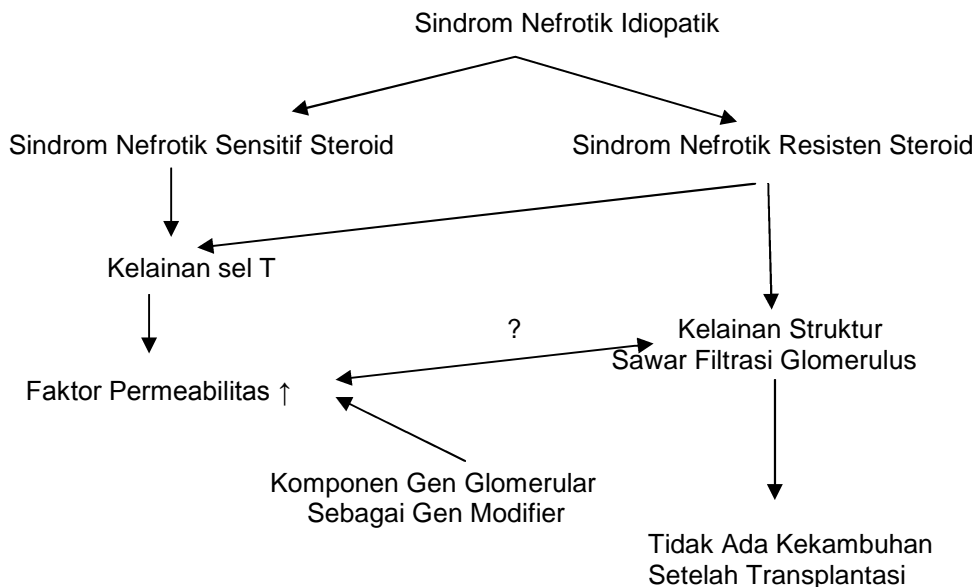 Sindrom Nefrotik Idiopatik
Sindrom Nefrotik Sensitif Steroid
Sindrom Nefrotik Resisten Steroid
Kelainan sel T
?
Kelainan Struktur
Sawar Filtrasi Glomerulus
Faktor Permeabilitas ↑
Komponen Gen Glomerular
Sebagai Gen Modifier
Tidak Ada Kekambuhan
Setelah Transplantasi